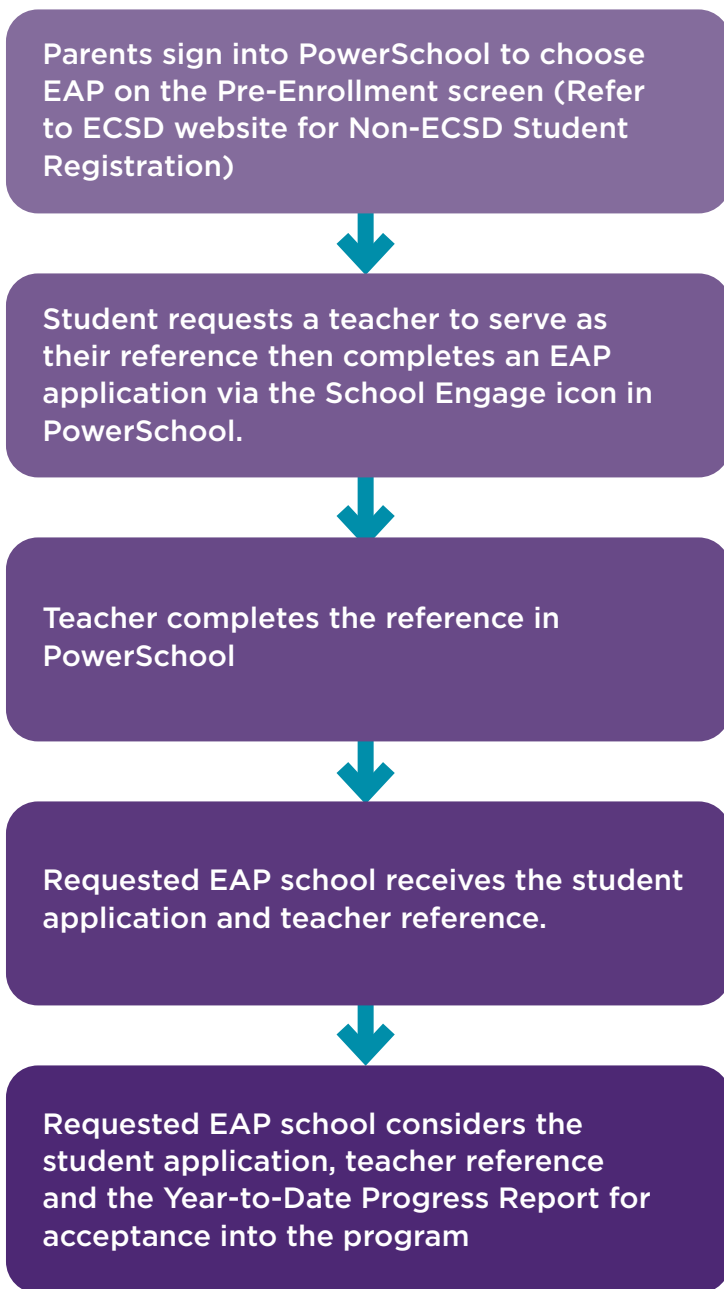 Parents sign into PowerSchool to choose
EAP on the Pre-Enrollment screen (Refer
to ECSD website for Non-ECSD Student
Registration)
Student requests a teacher to serve as
their reference then completes an EAP
application via the School Engage icon in
PowerSchool.
Teacher completes the reference in
PowerSchool
Requested EAP school receives the student
application and teacher reference.
Requested EAP school considers the
student application, teacher reference
and the Year-to-Date Progress Report for
acceptance into the program